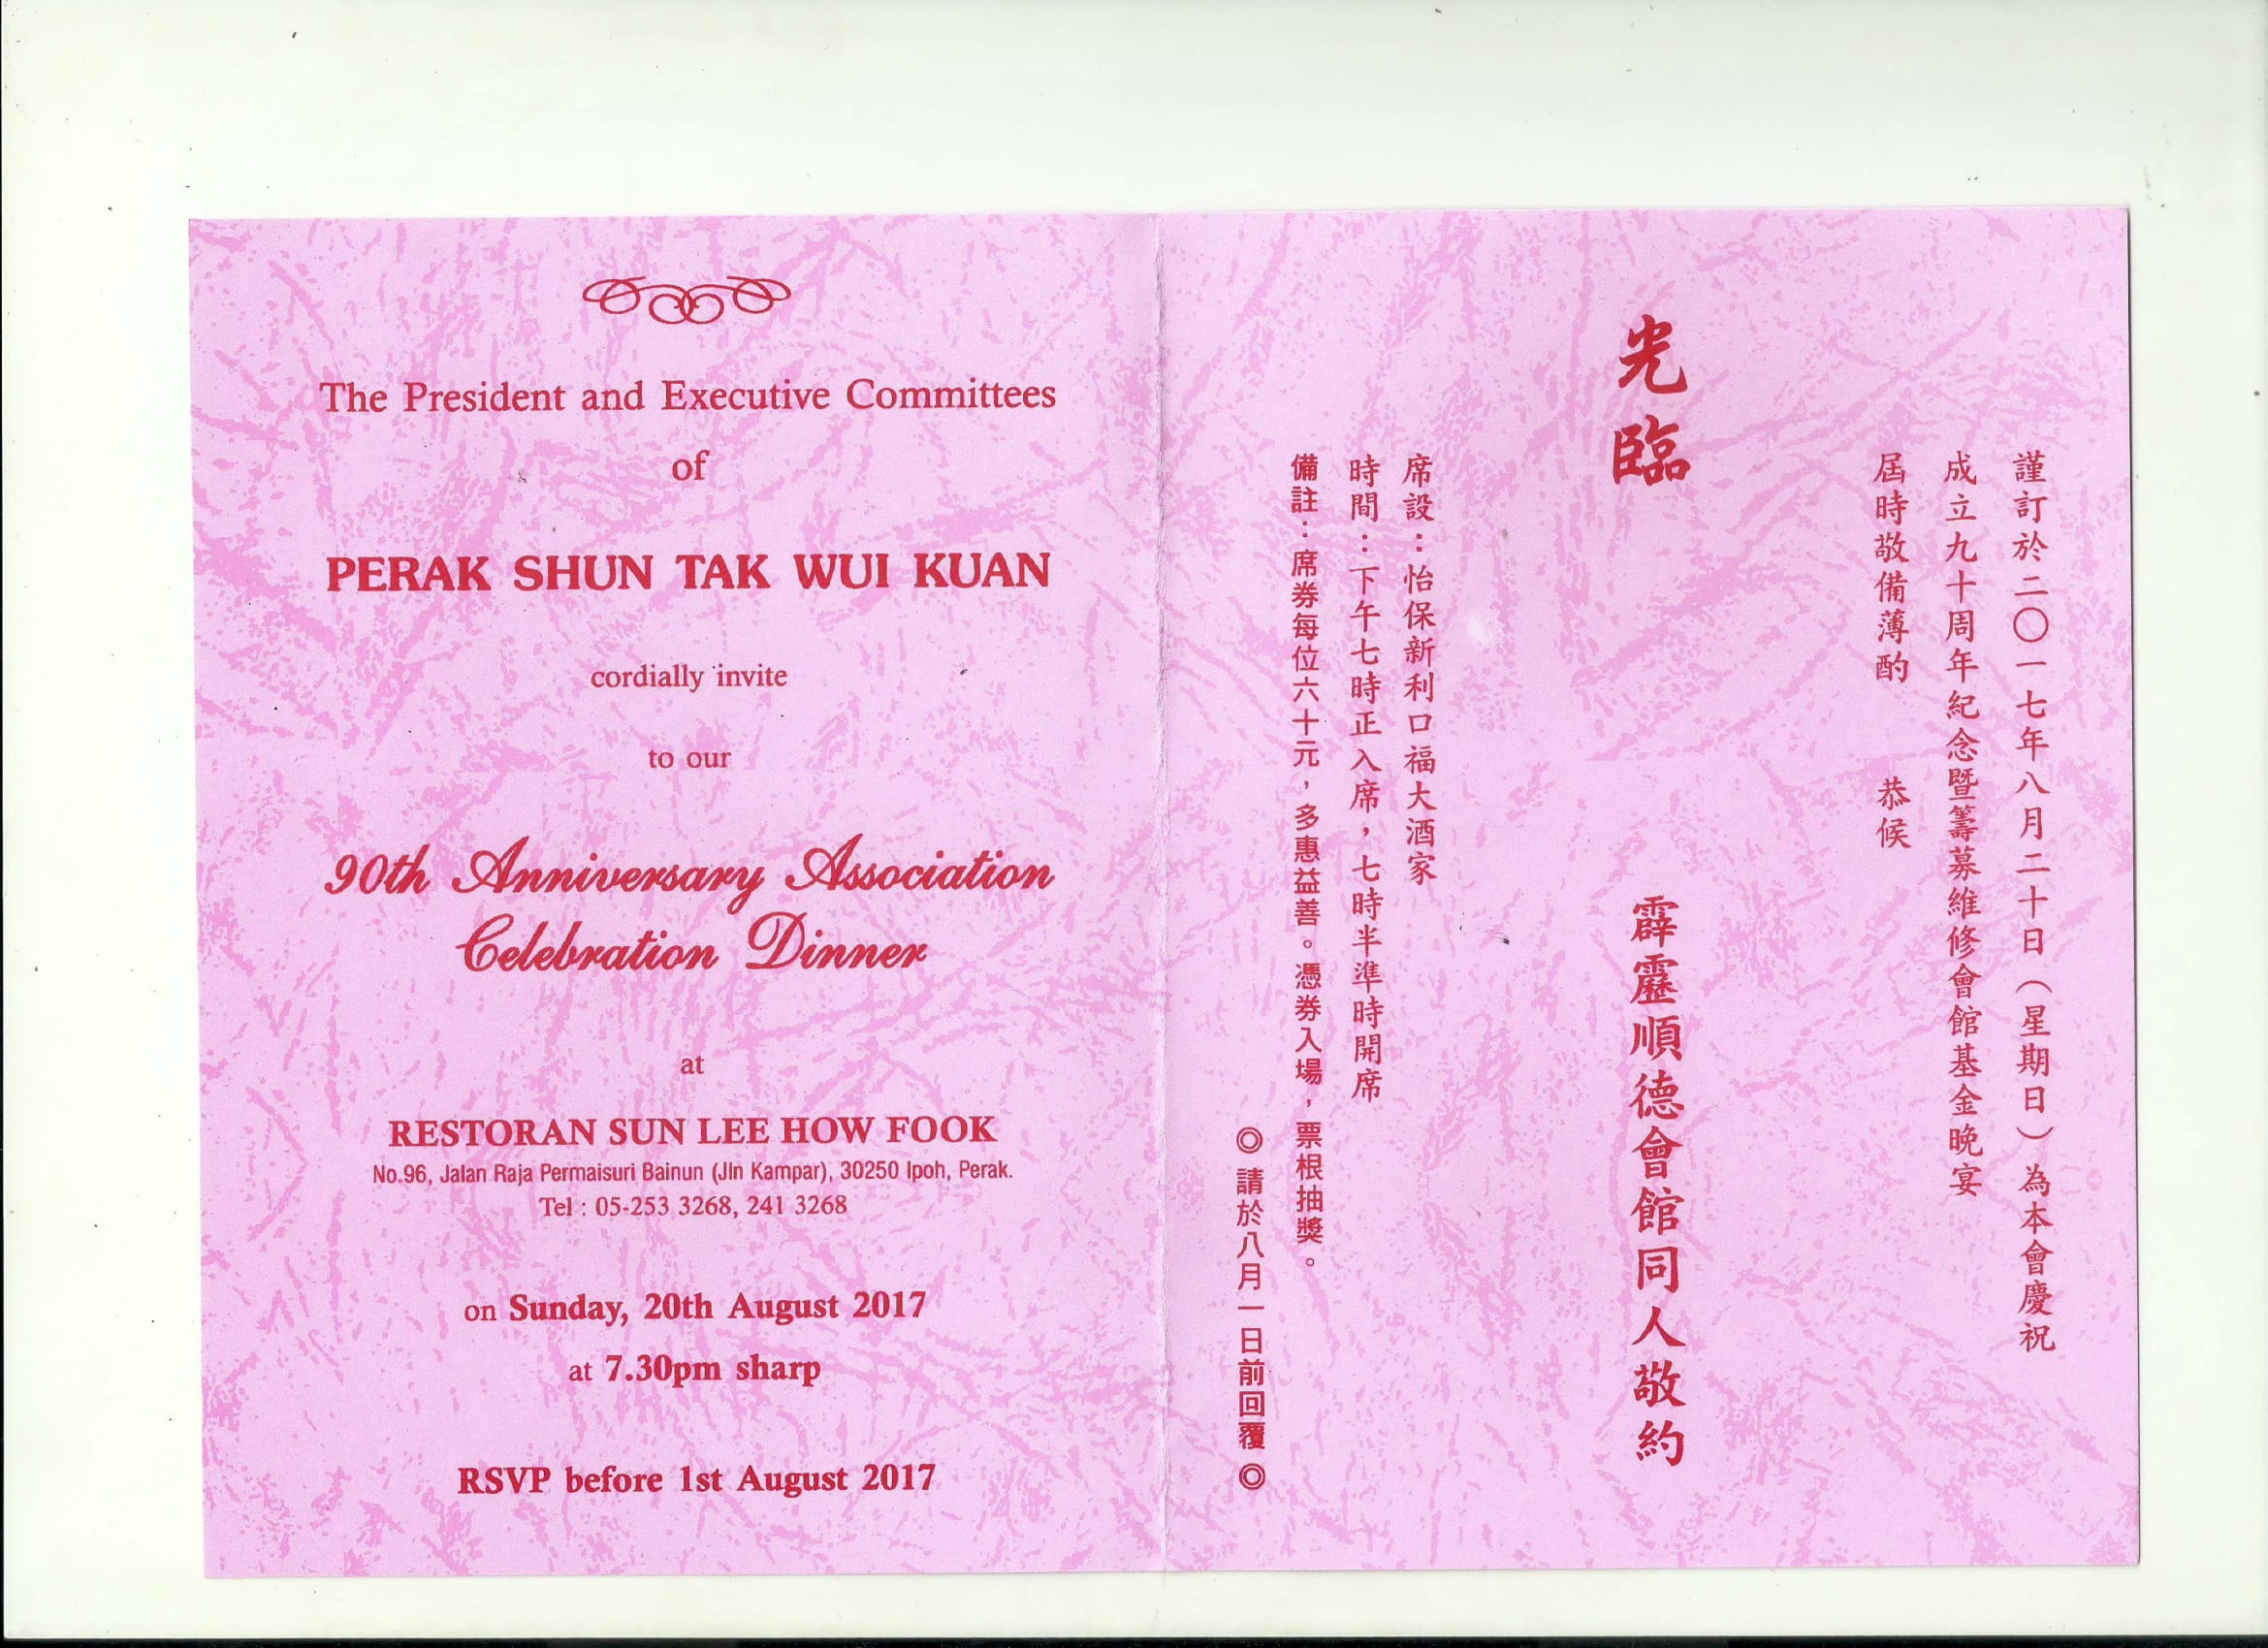 The President and Executive Committees
of
PERAK SHUN TAK WUI KUAN
cordially invite
to our
90th Anniversary Association
Celebration Dinner
at
RESTORAN SUN LEE HOW FOOK
No.96, Jalan Raja Permaisuri Bainun (Jln Kampar), 30250 Ipoh, Perak.
Tel : 05-253 3268, 241 3268
on Sunday, 20th August 2017
at 7.30pm sharp
RSVP before 1st August 2017
謹訂於二〇一七年八月二十日（星期日）為本會慶祝
成立九十周年紀念暨籌募維修會館基金晚宴
屆時敬備薄酌 恭候
光臨
霹靂順德會館同人敬約
席設：怡保新利口福大酒家
時間：下午七時正入席，七時半準時開席
備註：席券每位六十元，多惠益善。憑券入場，票根抽獎。
◎請於八月一日前回覆◎